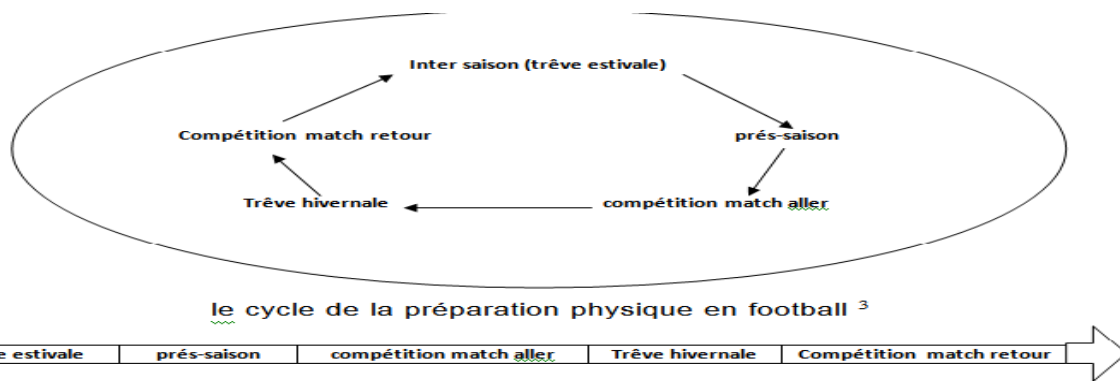 Inter saison (trêve estivale)
Compétition match retour
prés-saison
Trêve hivernale
compétition match aller
le cycle de la préparation physique en football ³
estivale
prés-saison
compétition match aller
Trêve hivernale
Compétition match retour